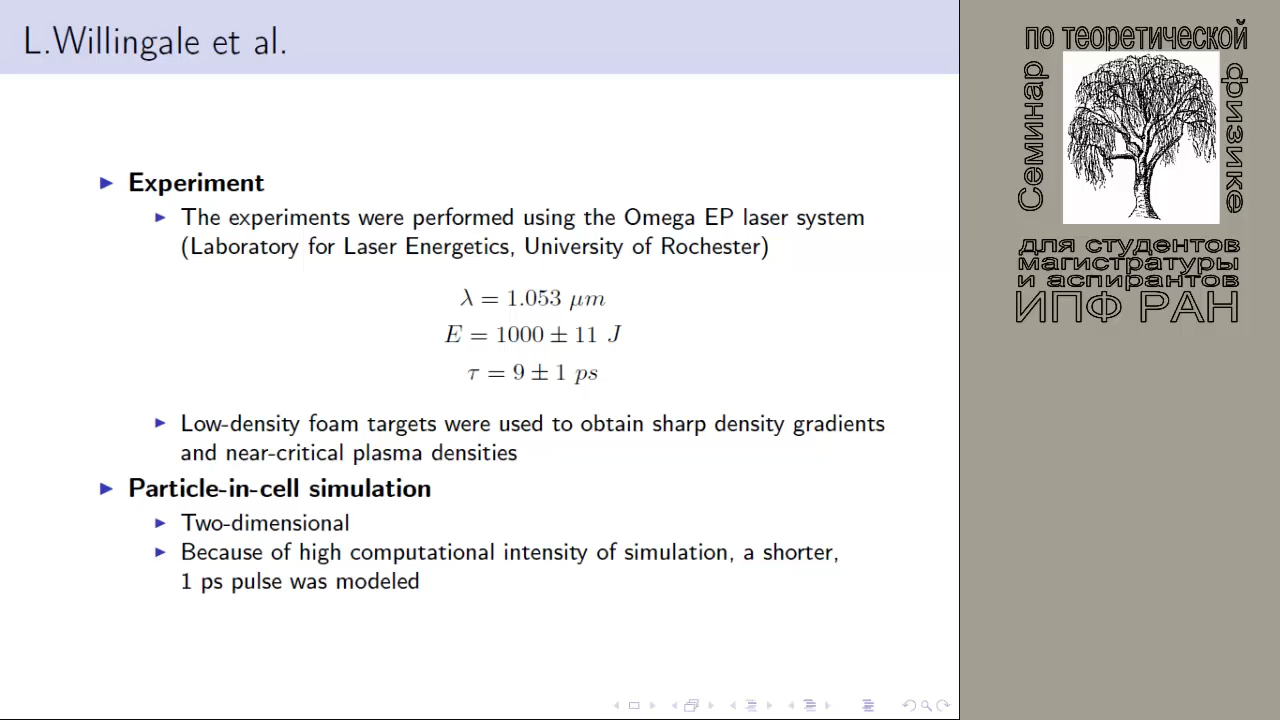 L.Willingale et al.
Experiment
The experiments were performed using the Omega EP laser system
(Laboratory for Laser Energetics, University of Rochester)
λ = 1.053 μm
E = 1000 ± 11 J
τ = 9 ± 1 ps
Low-density foam targets were used to obtain sharp density gradients
and near-critical plasma densities
Particle-in-cell simulation
Two-dimensional
Because of high computational intensity of simulation, a shorter,
1 ps pulse was modeled
Семинар
по теоретической
физике
для студентов
магистратуры
и аспирантов
ИПФ РАН